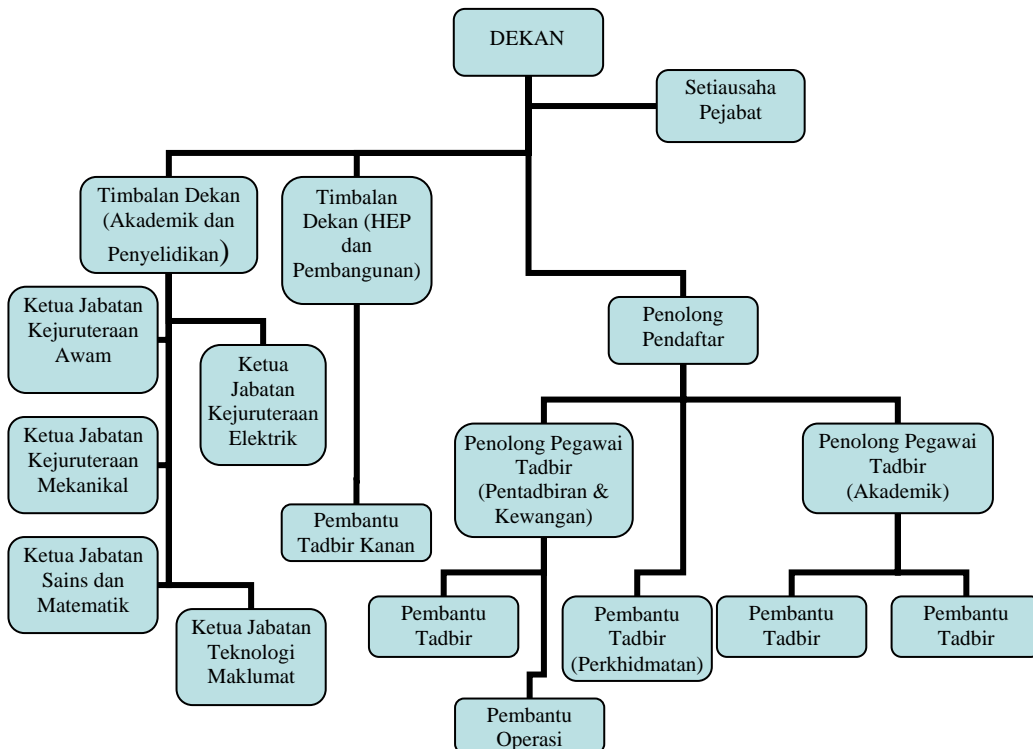 DEKAN
Setiausaha
Pejabat
Timbalan Dekan
(Akademik dan
Penyelidikan)
Timbalan
Dekan (HEP
dan
Pembangunan)
Ketua Jabatan
Kejuruteraan
Awam
Ketua
Jabatan
Kejuruteraan
Elektrik
Penolong
Pendaftar
Ketua Jabatan
Kejuruteraan
Mekanikal
Penolong Pegawai
Tadbir
(Pentadbiran &
Kewangan)
Penolong Pegawai
Tadbir
(Akademik)
Pembantu
Tadbir Kanan
Ketua Jabatan
Sains dan
Matematik
Ketua Jabatan
Teknologi
Maklumat
Pembantu
Tadbir
Pembantu
Tadbir
(Perkhidmatan)
Pembantu
Tadbir
Pembantu
Tadbir
Pembantu
Operasi